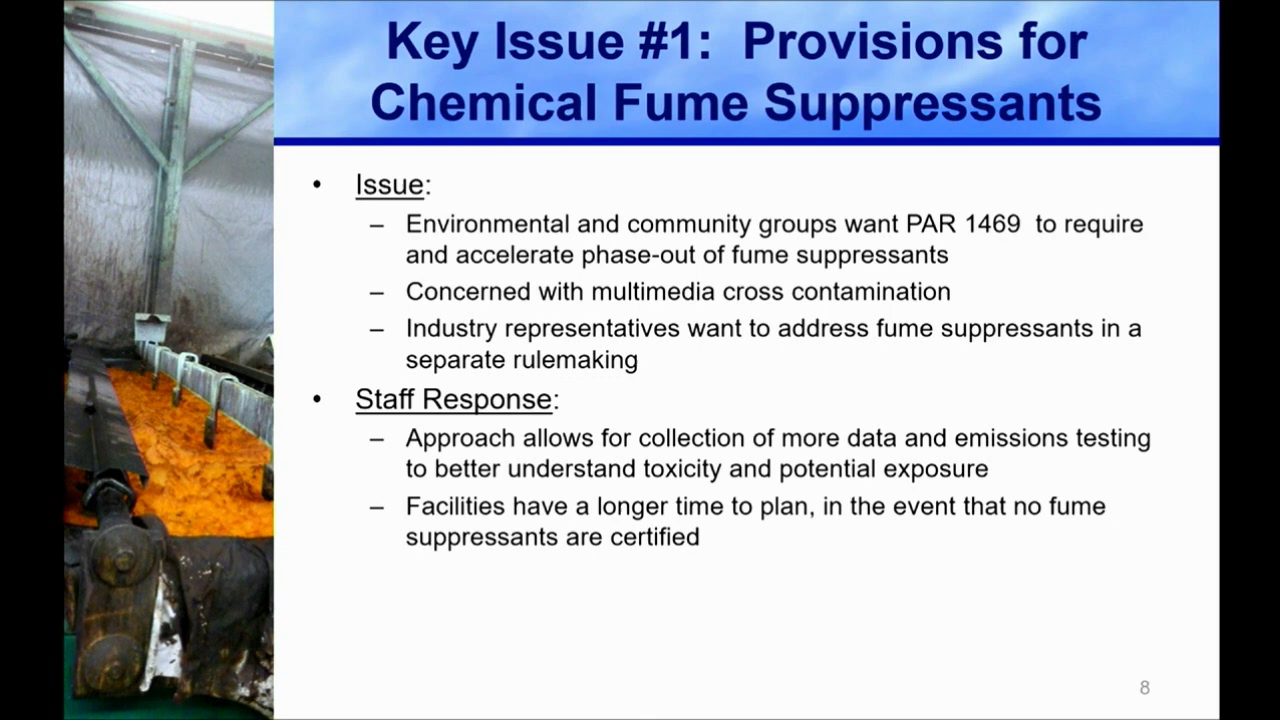 Key Issue #1:  Provisions for
Chemical Fume Suppressants
• Issue:
– Environmental and community groups want PAR 1469  to require
and accelerate phase-out of fume suppressants
– Concerned with multimedia cross contamination
– Industry representatives want to address fume suppressants in a
separate rulemaking
• Staff Response:
– Approach allows for collection of more data and emissions testing
to better understand toxicity and potential exposure
– Facilities have a longer time to plan, in the event that no fume
suppressants are certified
8